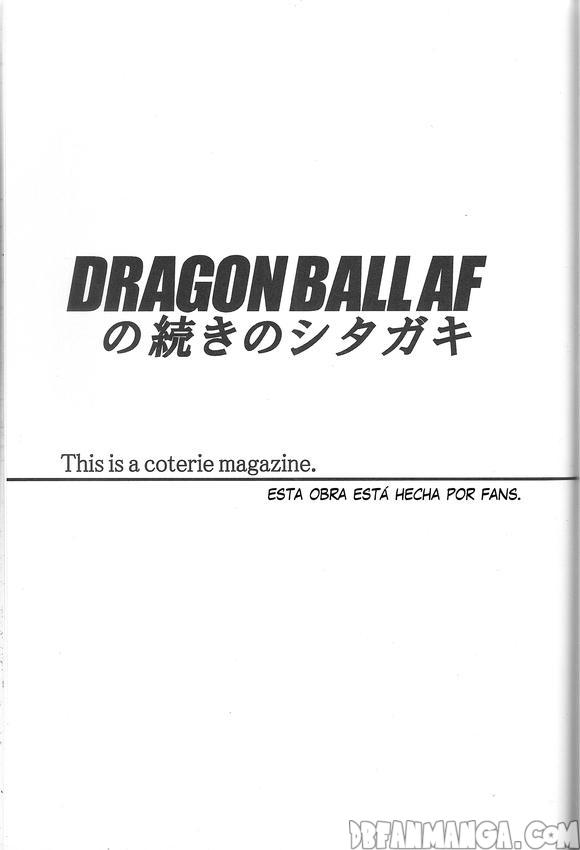 DRAGON BALL AF
の続きのシタガキ
This is a coterie magazine.
ESTA OBRA ESTÁ HECHA POR FANS.
DBFANMANGA.COM